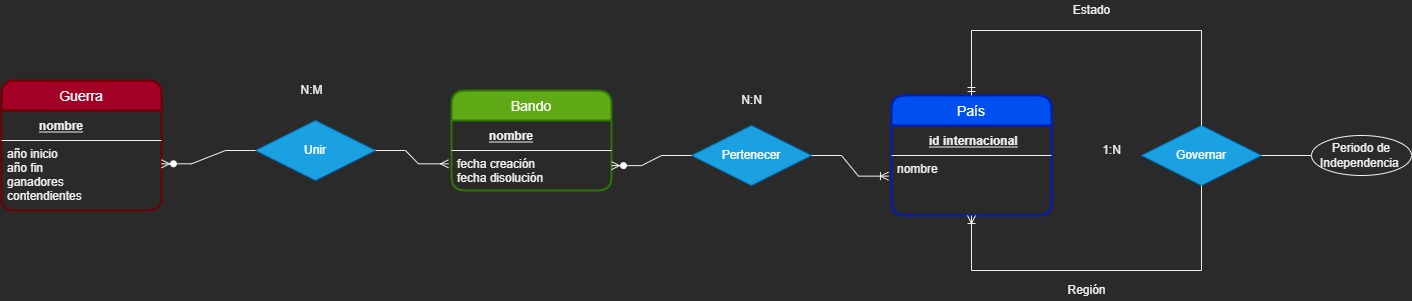 Estado
Guerra
nombre
año inicio
año fin
ganadores
contendientes
N:M
Unir
Bando
nombre
fecha creación
fecha disolución
N:N
Pertenecer
País
id internacional
nombre
1:N
Governar
Periodo de
Independencia
Región